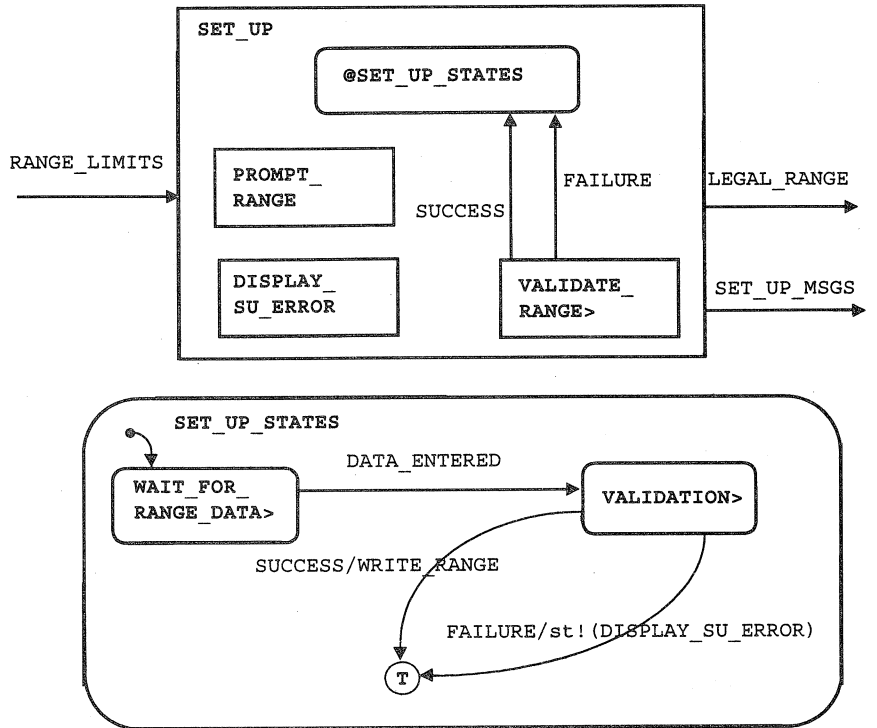 SET_UP
@SET_UP_STATES
RANGE_LIMITS
PROMPT_
RANGE
SUCCESS
FAILURE
LEGAL_RANGE
DISPLAY_
SU_ERROR
VALIDATE_
RANGE>
SET_UP_MSGS
SET_UP_STATES
WAIT_FOR_
RANGE_DATA>
DATA_ENTERED
VALIDATION>
SUCCESS/WRITE_RANGE
FAILURE/st!(DISPLAY_SU_ERROR)
T